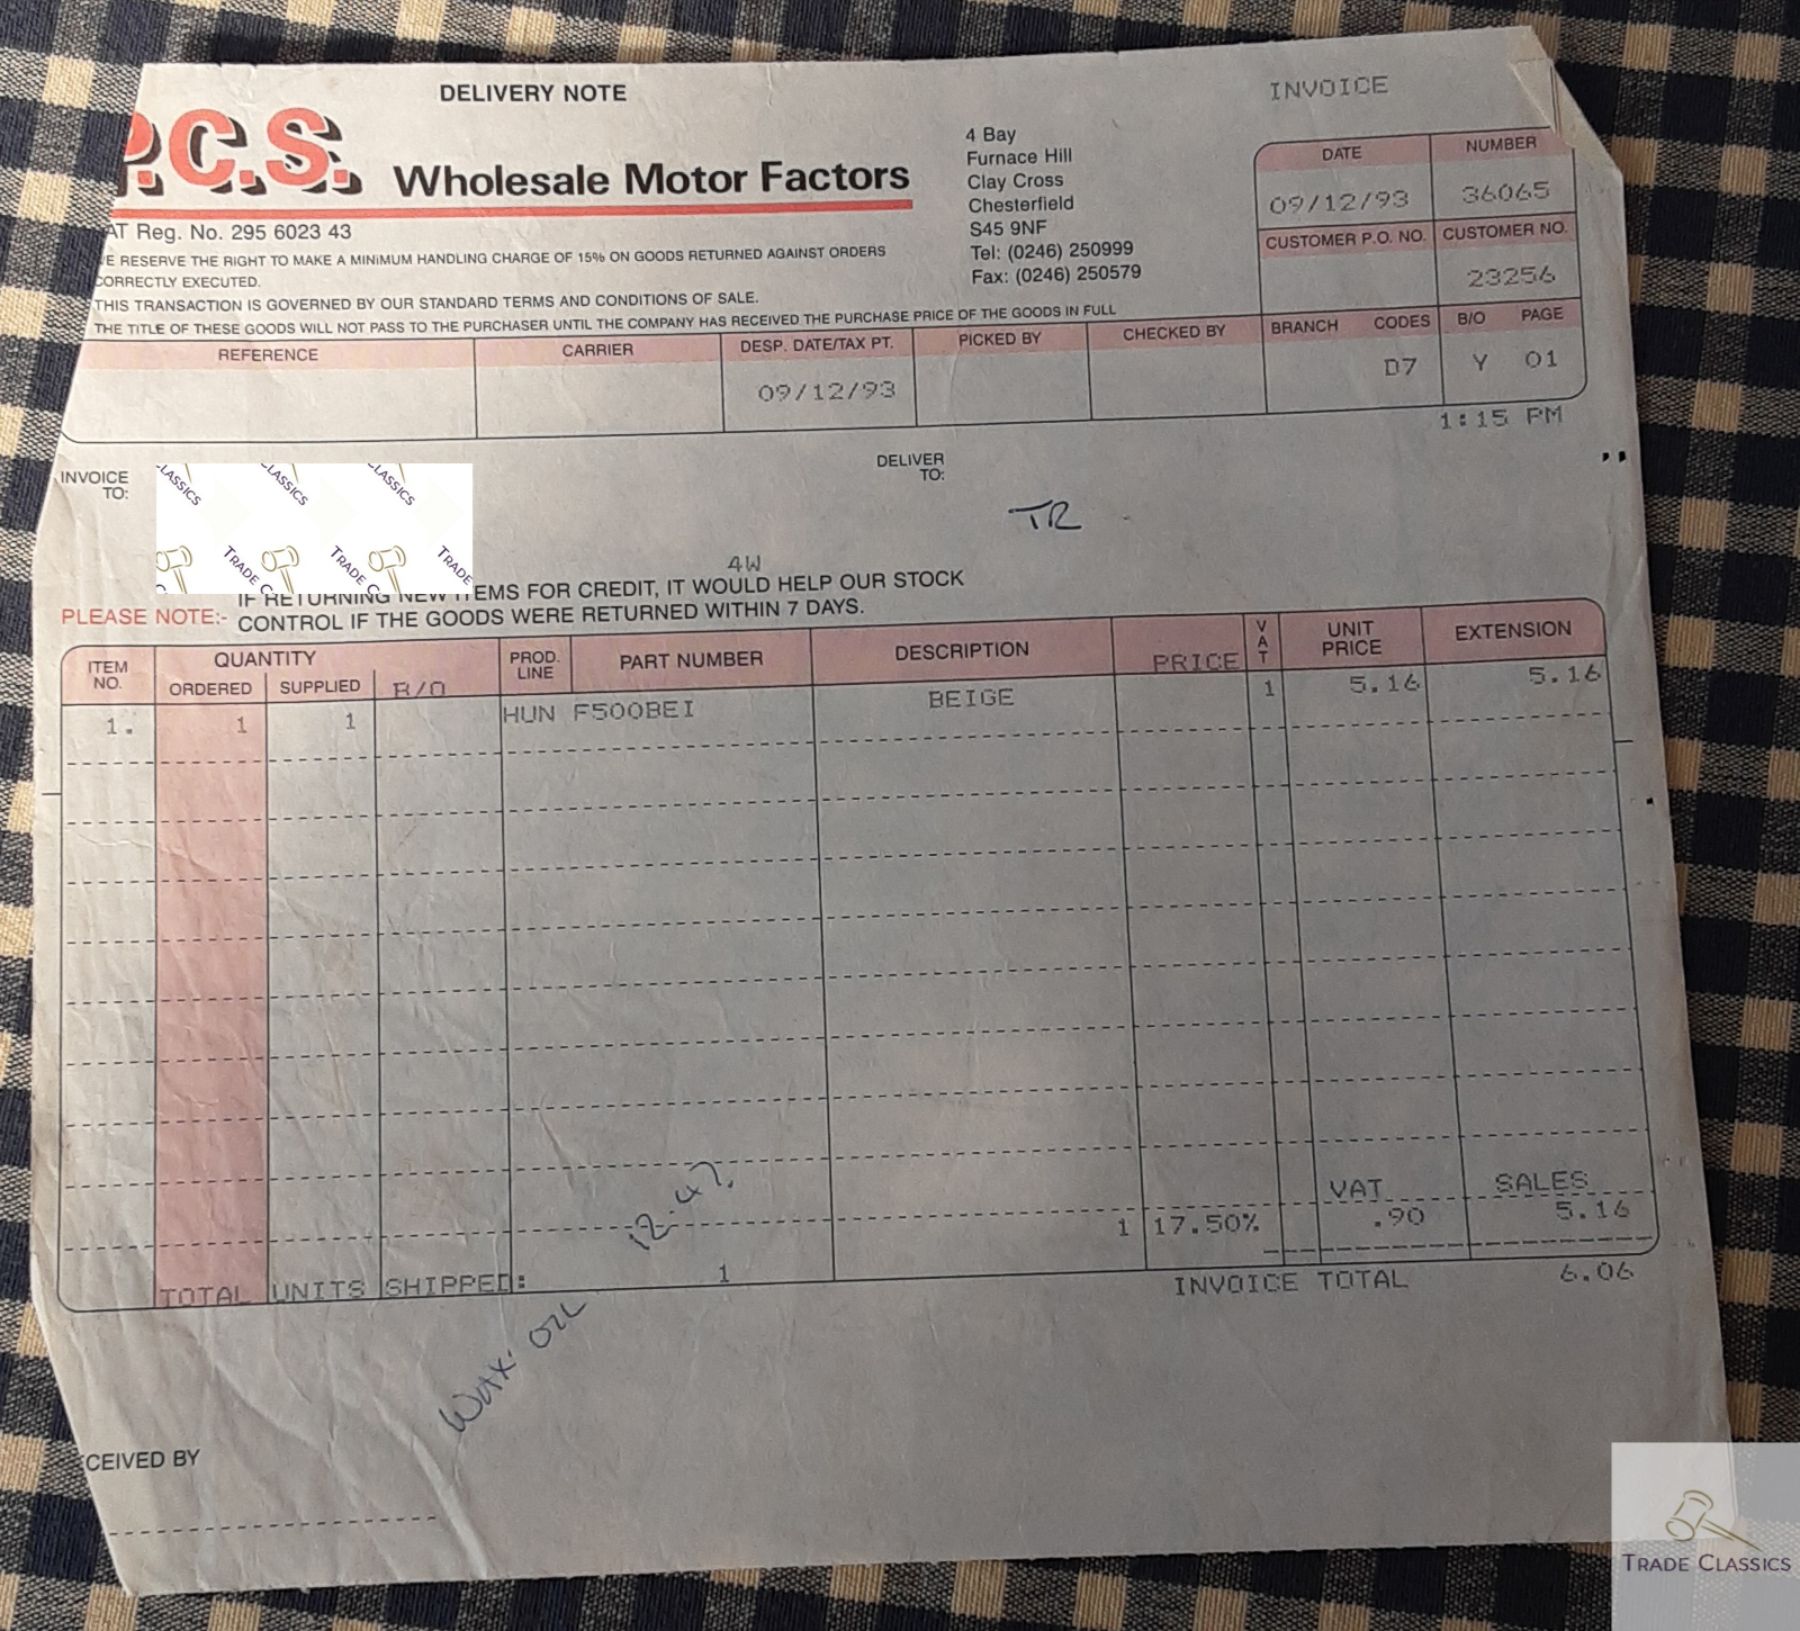 DELIVERY NOTE
INVOICE
P.C.S. Wholesale Motor Factors
4 Bay
Furnace Hill
Clay Cross
Chesterfield
S45 9NF
Tel: (0246) 250999
Fax: (0246) 250579
DATE NUMBER
09/12/93 36065
CUSTOMER P.O. NO. CUSTOMER NO.
23256
AT Reg. No. 295 6023 43
E RESERVE THE RIGHT TO MAKE A MINIMUM HANDLING CHARGE OF 15% ON GOODS RETURNED AGAINST ORDERS
CORRECTLY EXECUTED.
THIS TRANSACTION IS GOVERNED BY OUR STANDARD TERMS AND CONDITIONS OF SALE.
THE TITLE OF THESE GOODS WILL NOT PASS TO THE PURCHASER UNTIL THE COMPANY HAS RECEIVED THE PURCHASE PRICE OF THE GOODS IN FULL
REFERENCE CARRIER DESP. DATE/TAX PT. PICKED BY CHECKED BY BRANCH CODES B/O PAGE
09/12/93 D7 Y 01
1:15 PM
INVOICE TO:
DELIVER TO:
TR
4W
PLEASE NOTE:- IF RETURNING NEW ITEMS FOR CREDIT, IT WOULD HELP OUR STOCK
CONTROL IF THE GOODS WERE RETURNED WITHIN 7 DAYS.
ITEM NO. QUANTITY ORDERED SUPPLIED B/O PROD. LINE PART NUMBER DESCRIPTION PRICE VAT UNIT PRICE EXTENSION
1. 1 1 HUN F500BEI BEIGE 1 5.16 5.16
VAT SALES
1 17.50% .90 5.16
TOTAL UNITS SHIPPED: 1 INVOICE TOTAL 6.06
12.47
Wax. OIL
CEIVED BY
TRADE CLASSICS